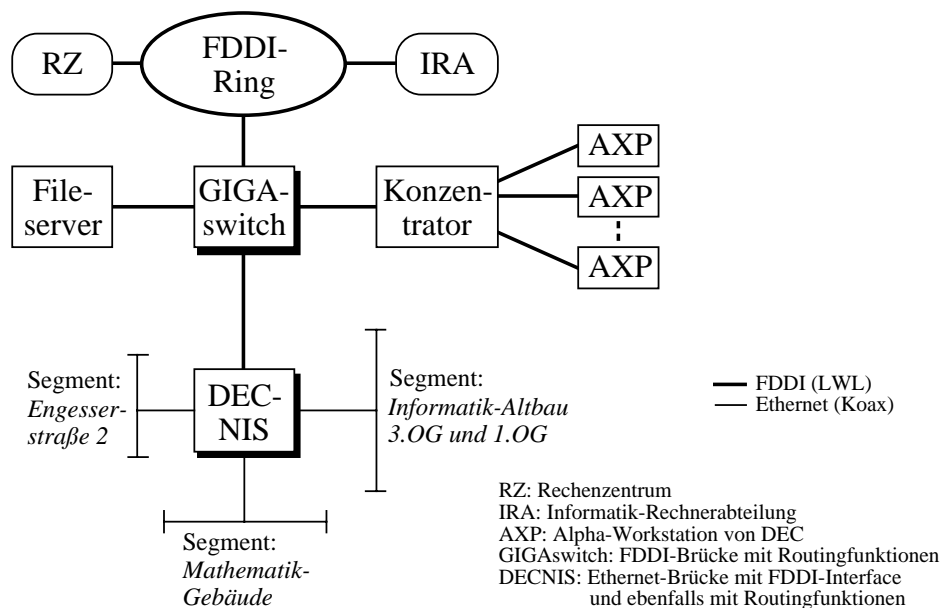 RZ
FDDI-
Ring
IRA
File-
server
GIGA-
switch
Konzen-
trator
AXP
AXP
AXP
Segment:
Engesser-
straße 2
DEC-
NIS
Segment:
Informatik-Altbau
3.OG und 1.OG
FDDI (LWL)
Ethernet (Koax)
Segment:
Mathematik-
Gebäude
RZ: Rechenzentrum
IRA: Informatik-Rechnerabteilung
AXP: Alpha-Workstation von DEC
GIGAswitch: FDDI-Brücke mit Routingfunktionen
DECNIS: Ethernet-Brücke mit FDDI-Interface
und ebenfalls mit Routingfunktionen